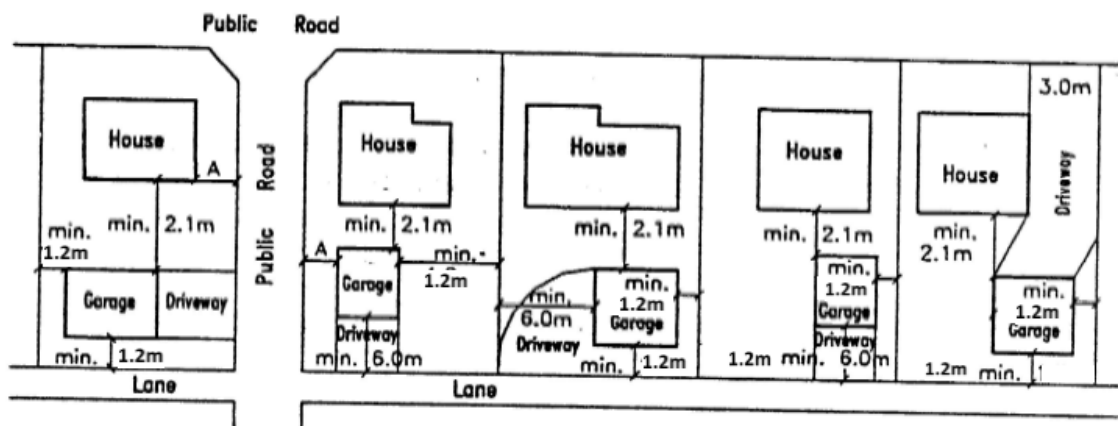 Public Road
3.0m
House
House
House
House
House
Driveway
A
Public Road
min. 2.1m
min. 2.1m
min. 2.1m
min. 2.1m
min.
2.1m
min.
1.2m
A
min.
1.2m
min.
1.2m
min.
1.2m
min.
1.2m
Garage
Driveway
Garage
min.
6.0m
Garage
Garage
Garage
Driveway
Driveway
Driveway
min. 1.2m
min. 6.0m
min. 1.2m
1.2m min. 6.0m
1.2m min.
Lane
Lane